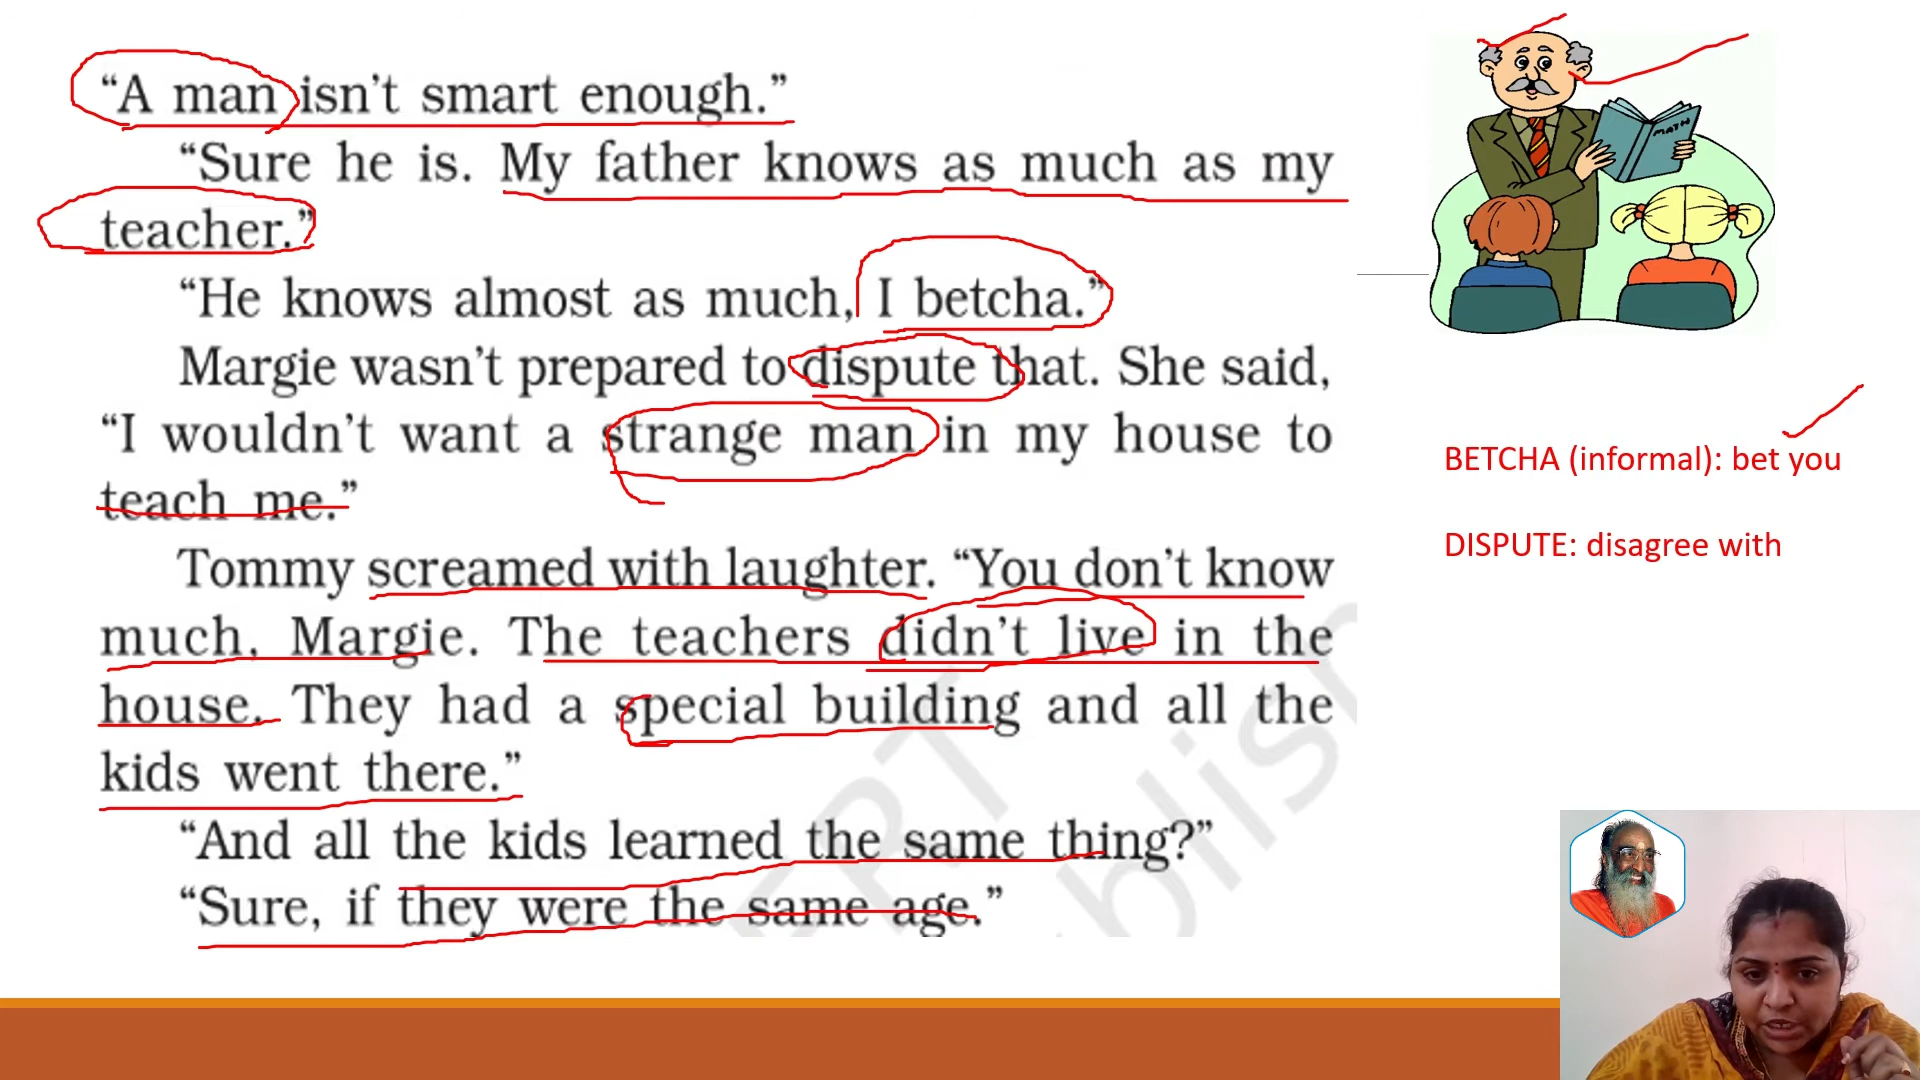 “A man isn’t smart enough.”
“Sure he is. My father knows as much as my
teacher.”
“He knows almost as much, I betcha.”
Margie wasn’t prepared to dispute that. She said,
“I wouldn’t want a strange man in my house to
teach me.”
Tommy screamed with laughter. “You don’t know
much, Margie. The teachers didn’t live in the
house. They had a special building and all the
kids went there.”
“And all the kids learned the same thing?”
“Sure, if they were the same age.”
MATH
BETCHA (informal): bet you
DISPUTE: disagree with